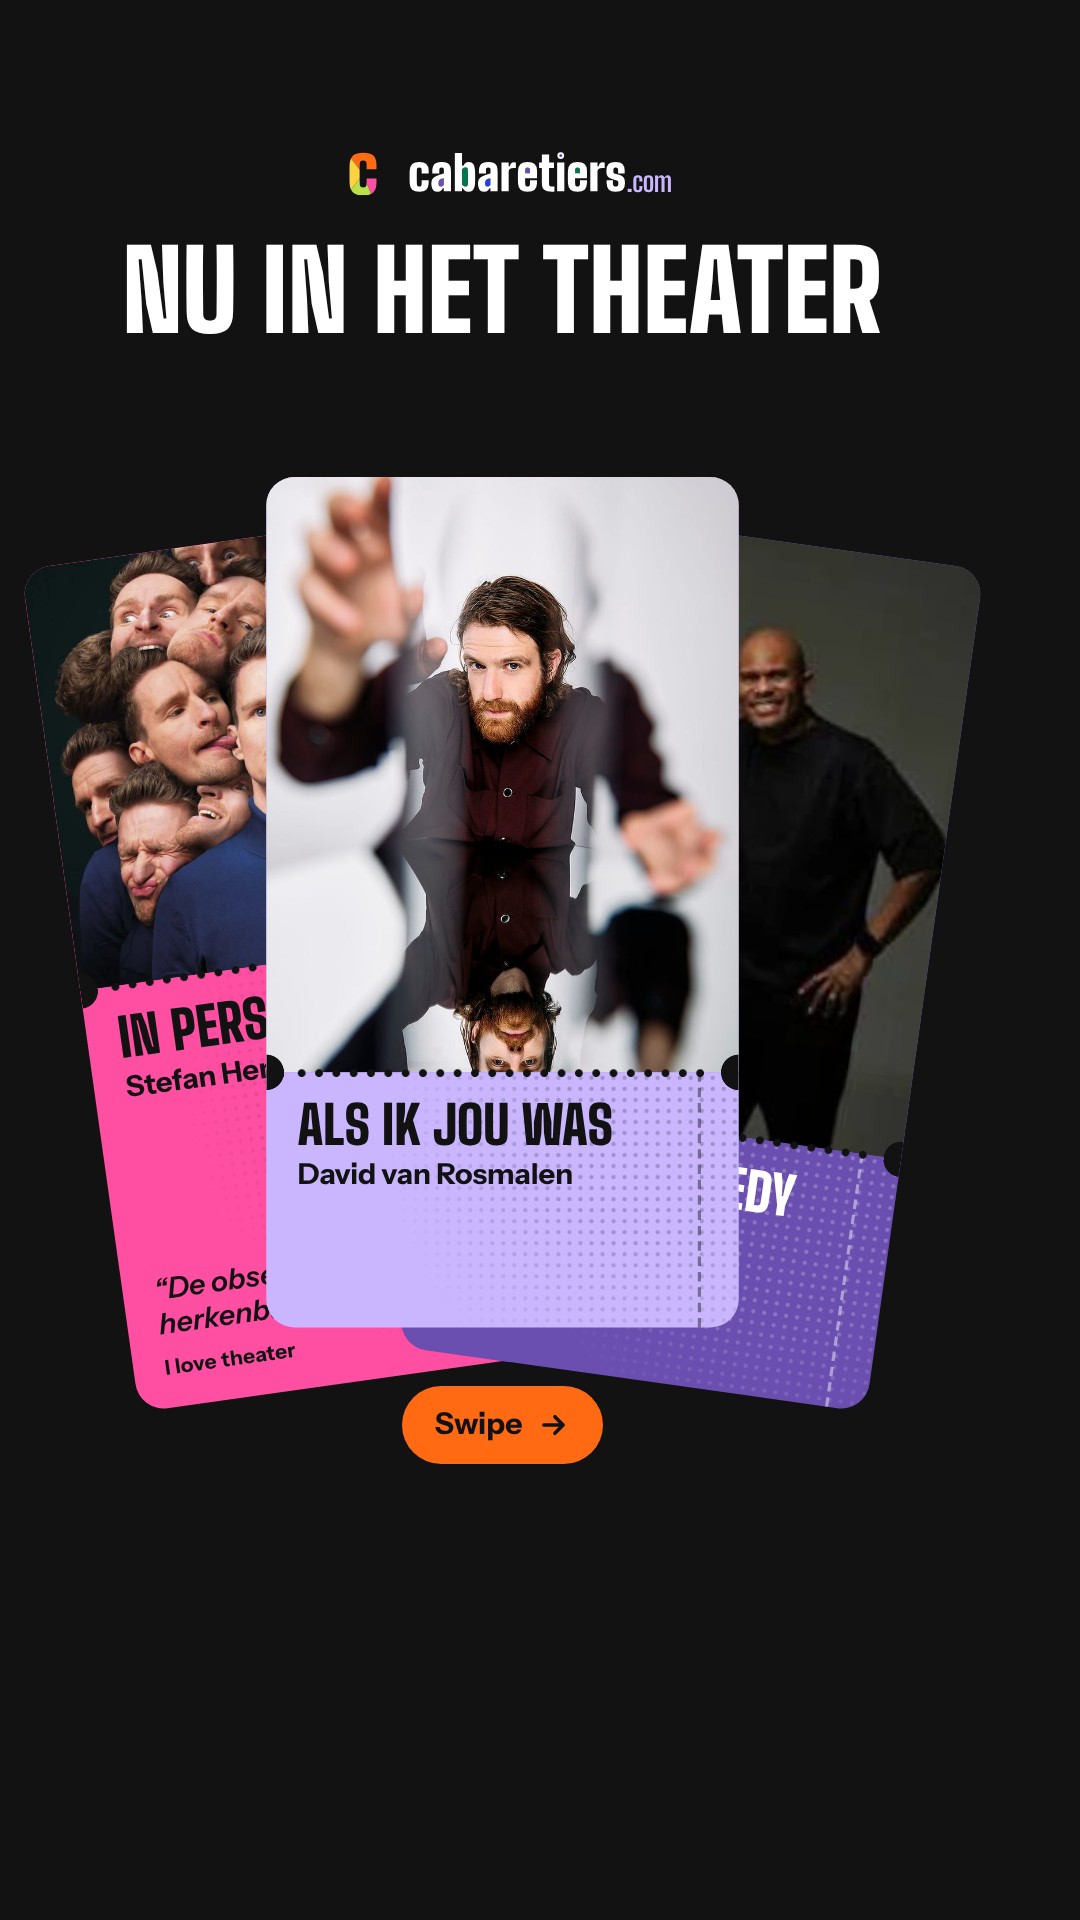 cabaretiers.com
NU IN HET THEATER
IN PERS
Stefan Her
“De obse
herkenb
I love theater
ALS IK JOU WAS
David van Rosmalen
EDY
Swipe